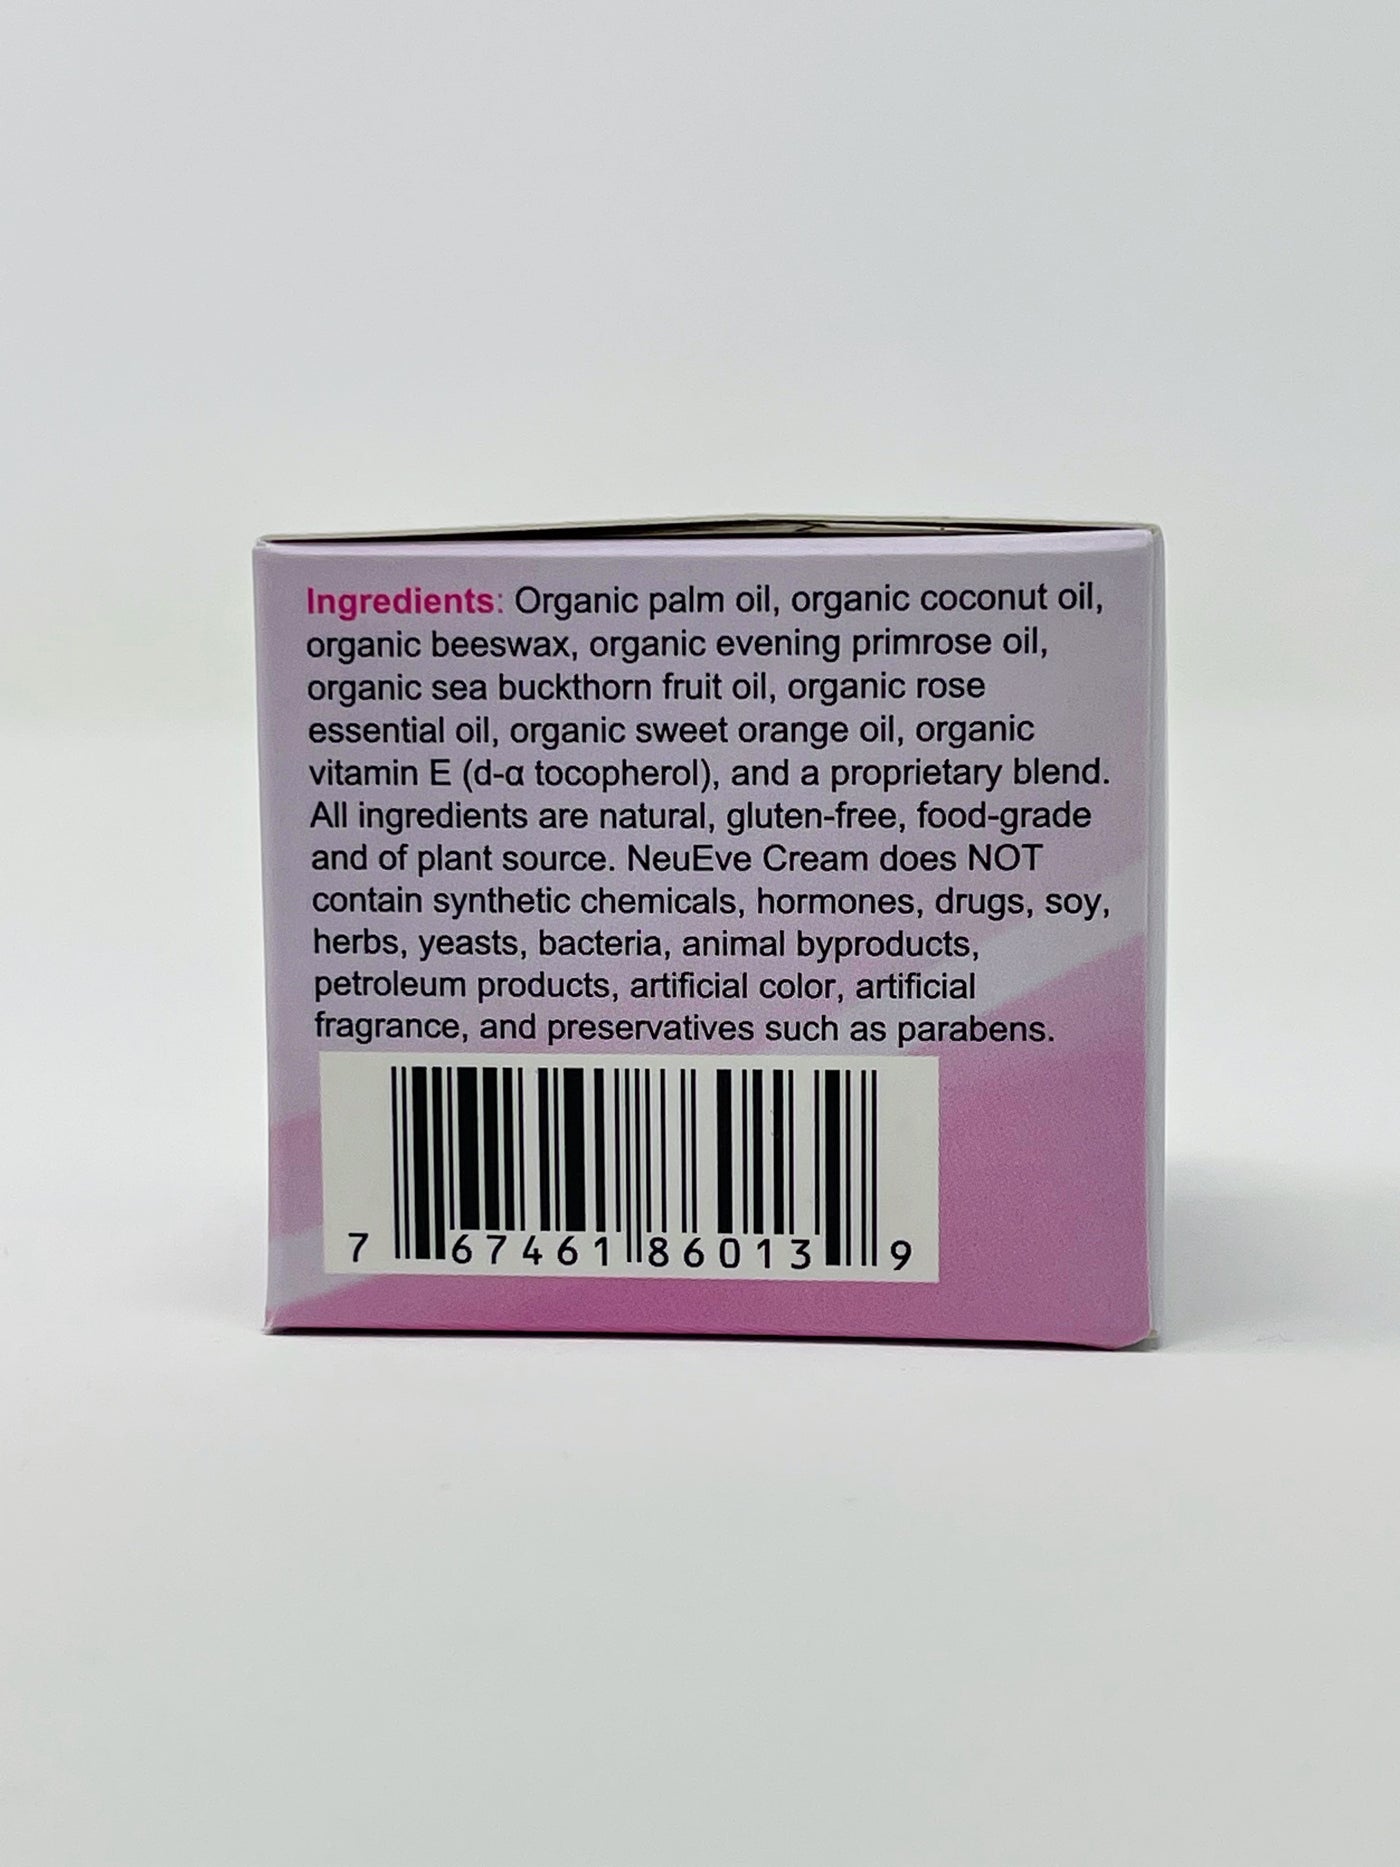 Ingredients: Organic palm oil, organic coconut oil,
organic beeswax, organic evening primrose oil,
organic sea buckthorn fruit oil, organic rose
essential oil, organic sweet orange oil, organic
vitamin E (d-α tocopherol), and a proprietary blend.
All ingredients are natural, gluten-free, food-grade
and of plant source. NeuEve Cream does NOT
contain synthetic chemicals, hormones, drugs, soy,
herbs, yeasts, bacteria, animal byproducts,
petroleum products, artificial color, artificial
fragrance, and preservatives such as parabens.
7 67461 86013 9